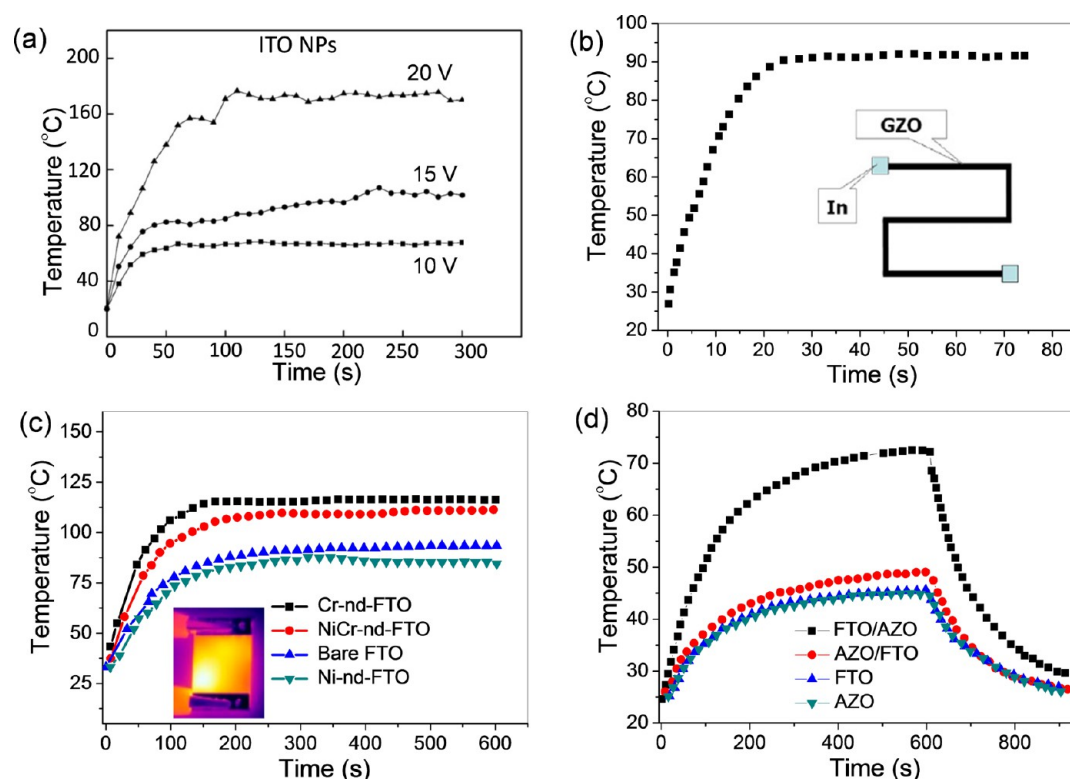 (a)
ITO NPs
200
160
120
80
40
0
Temperature (°C)
20 V
15 V
10 V
0 50 100 150 200 250 300
Time (s)
(b)
100
90
80
70
60
50
40
30
20
Temperature (°C)
GZO
In
0 10 20 30 40 50 60 70 80
Time (s)
(c)
150
125
100
75
50
25
Temperature (°C)
Cr-nd-FTO
NiCr-nd-FTO
Bare FTO
Ni-nd-FTO
0 100 200 300 400 500 600
Time (s)
(d)
80
70
60
50
40
30
20
Temperature (°C)
FTO/AZO
AZO/FTO
FTO
AZO
0 200 400 600 800
Time (s)